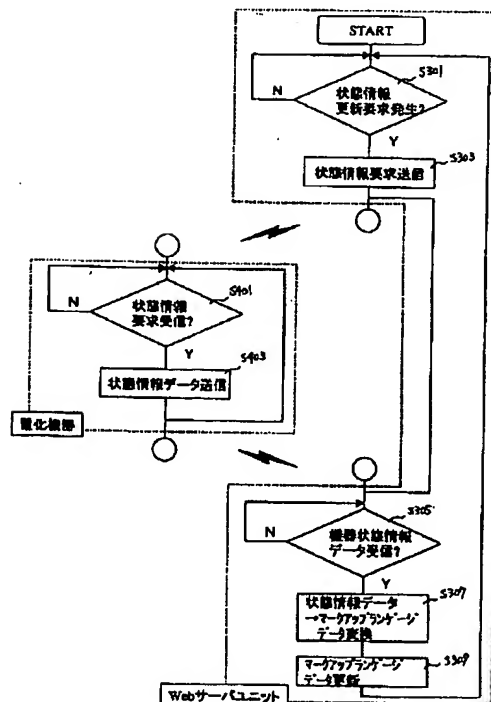 START
S301
状態情報
更新要求発生?
N
Y
S303
状態情報要求送信
S401
状態情報
要求受信?
N
Y
S403
状態情報データ送信
電化機器
S305
機器状態情報
データ受信?
N
Y
S307
状態情報データ
→マークアップランゲージ
データ変換
S309
マークアップランゲージ
データ更新
Webサーバユニット